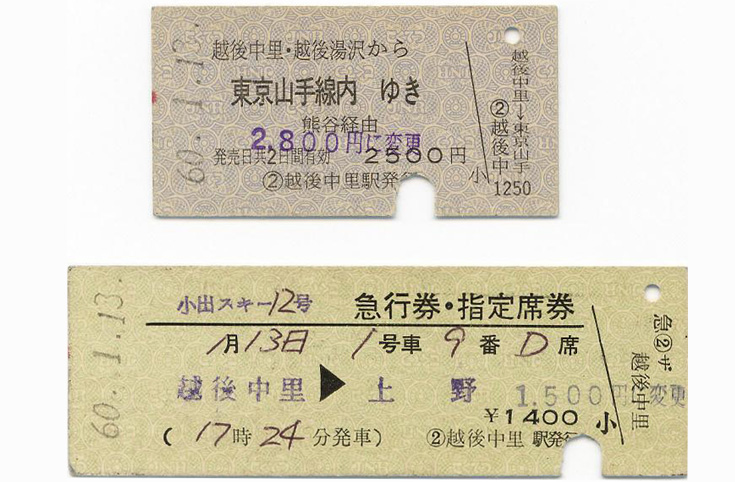 60.-1.13.
越後中里・越後湯沢から
東京山手線内 ゆき
熊谷経由
2,800円に変更
発売日共2日間有効 2500円
②越後中里駅発行
小
越後中里→東京山手
②越後中
1250
60.-1.13.
小出スキー12号 急行券・指定席券
1月13日 1号車 9番 D席
越後中里▶上野
1.500円変更
¥1400
(17時24分発車) ②越後中里 駅発行
小
急②ザ
越後中里